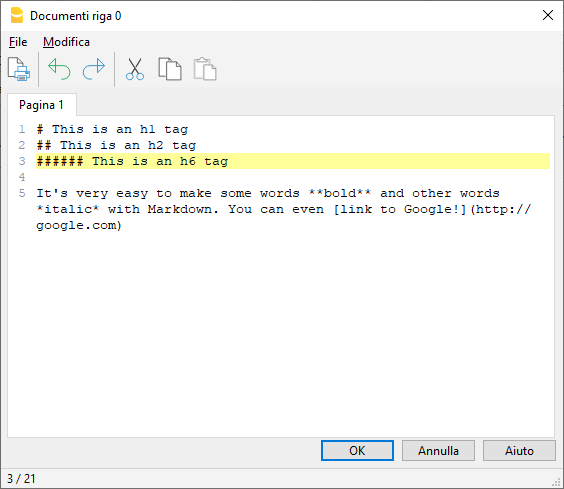 Documenti riga 0
File Modifica
Pagina 1
1 # This is an h1 tag
2 ## This is an h2 tag
3 ###### This is an h6 tag
4
5 It's very easy to make some words **bold** and other words
*italic* with Markdown. You can even [link to Google!](http://
google.com)
OK Annulla Aiuto
3 / 21